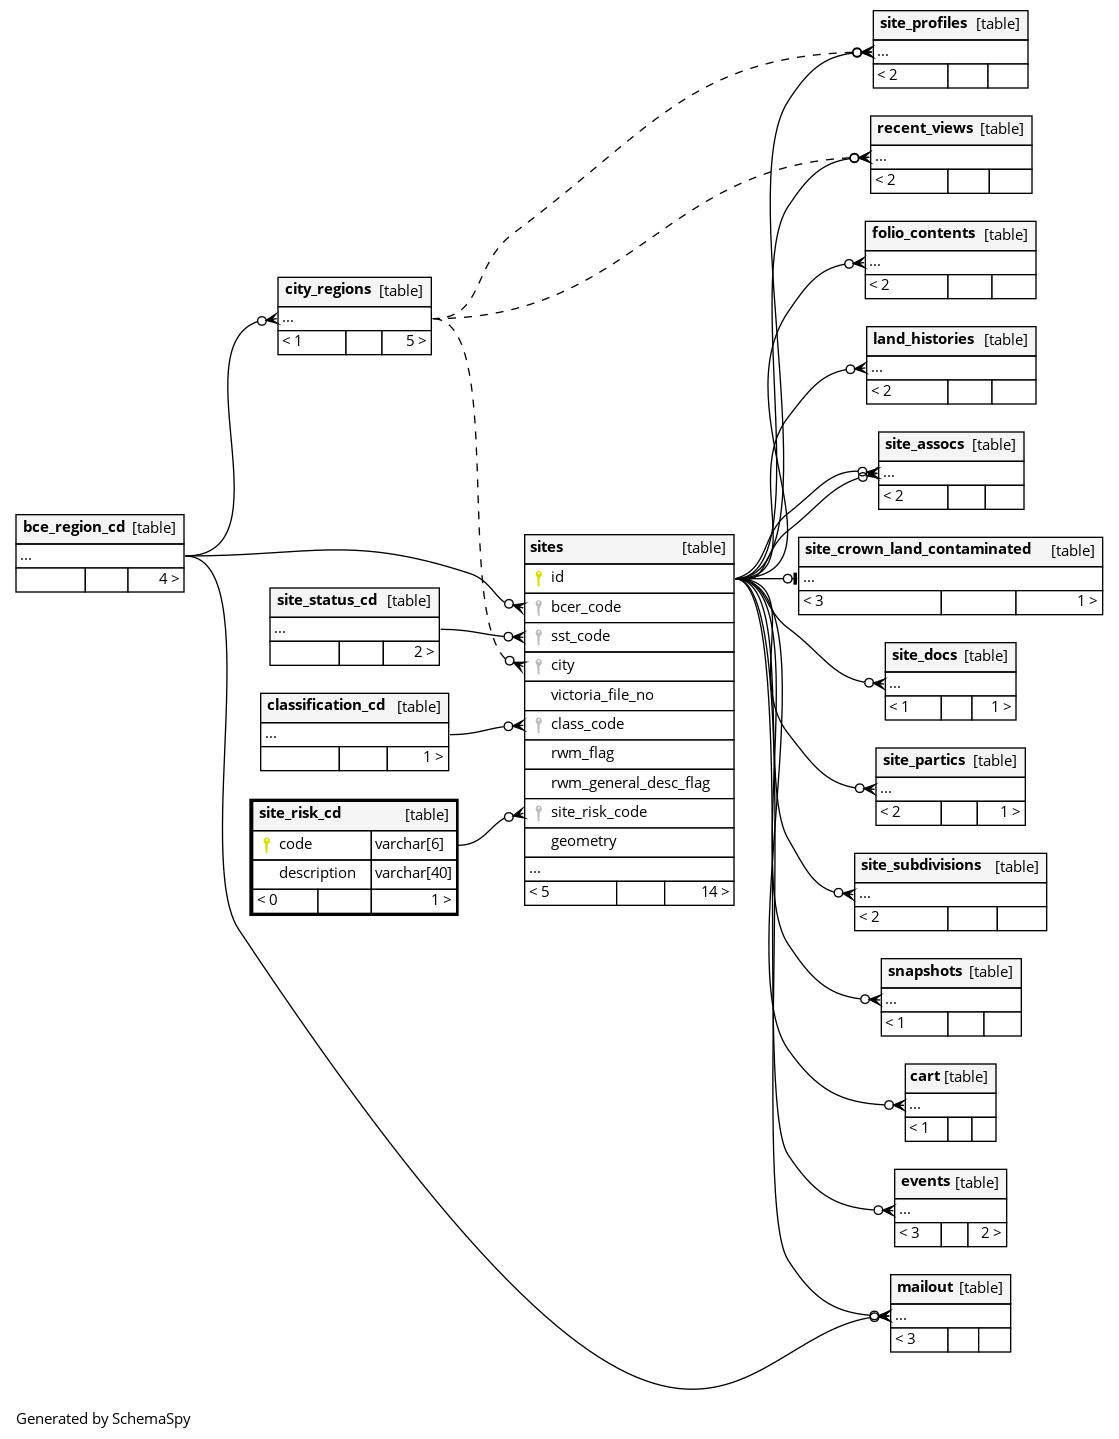 site_profiles [table]
...
< 2
recent_views [table]
...
< 2
folio_contents [table]
...
< 2
city_regions [table]
...
< 1 5 >
land_histories [table]
...
< 2
site_assocs [table]
...
< 2
bce_region_cd [table]
...
4 >
sites [table]
id
bcer_code
sst_code
city
victoria_file_no
class_code
rwm_flag
rwm_general_desc_flag
site_risk_code
geometry
...
< 5 14 >
site_crown_land_contaminated [table]
...
< 3 1 >
site_status_cd [table]
...
2 >
site_docs [table]
...
< 1 1 >
classification_cd [table]
...
1 >
site_partics [table]
...
< 2 1 >
site_risk_cd [table]
code varchar[6]
description varchar[40]
< 0 1 >
site_subdivisions [table]
...
< 2
snapshots [table]
...
< 1
cart [table]
...
< 1
events [table]
...
< 3 2 >
mailout [table]
...
< 3
Generated by SchemaSpy